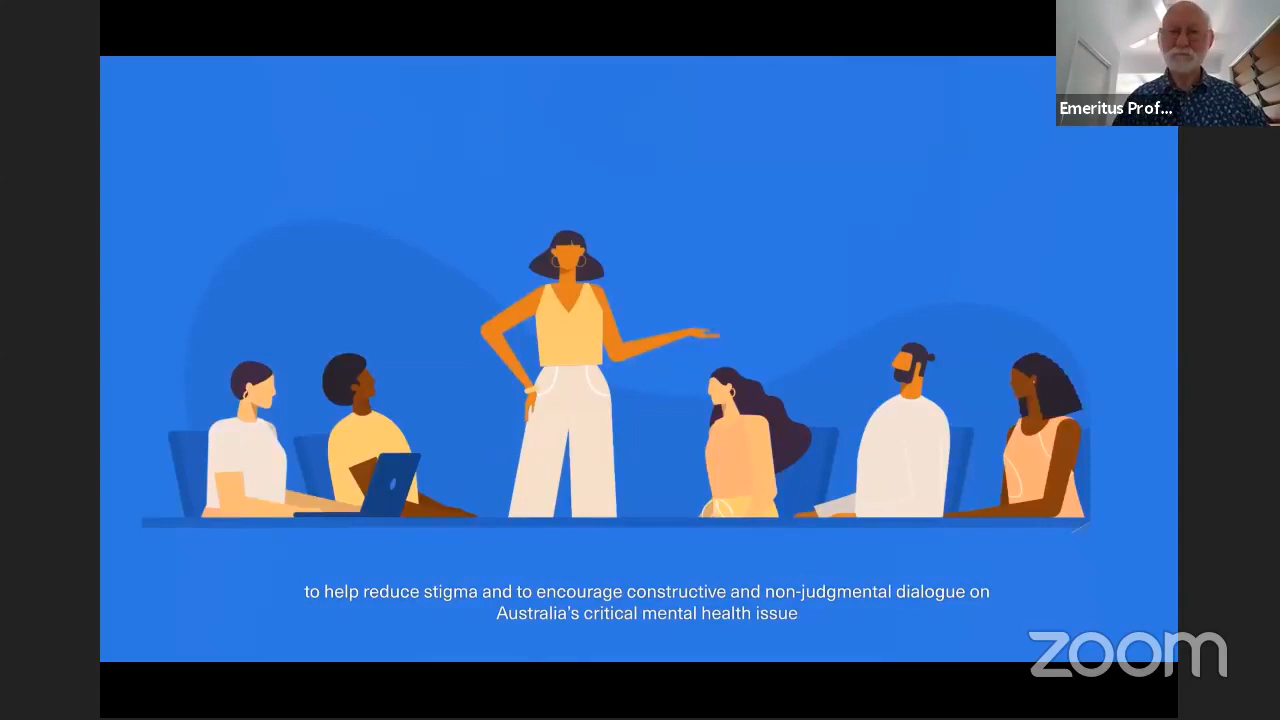 Emeritus Prof...
to help reduce stigma and to encourage constructive and non-judgmental dialogue on
Australia's critical mental health issue
zoom